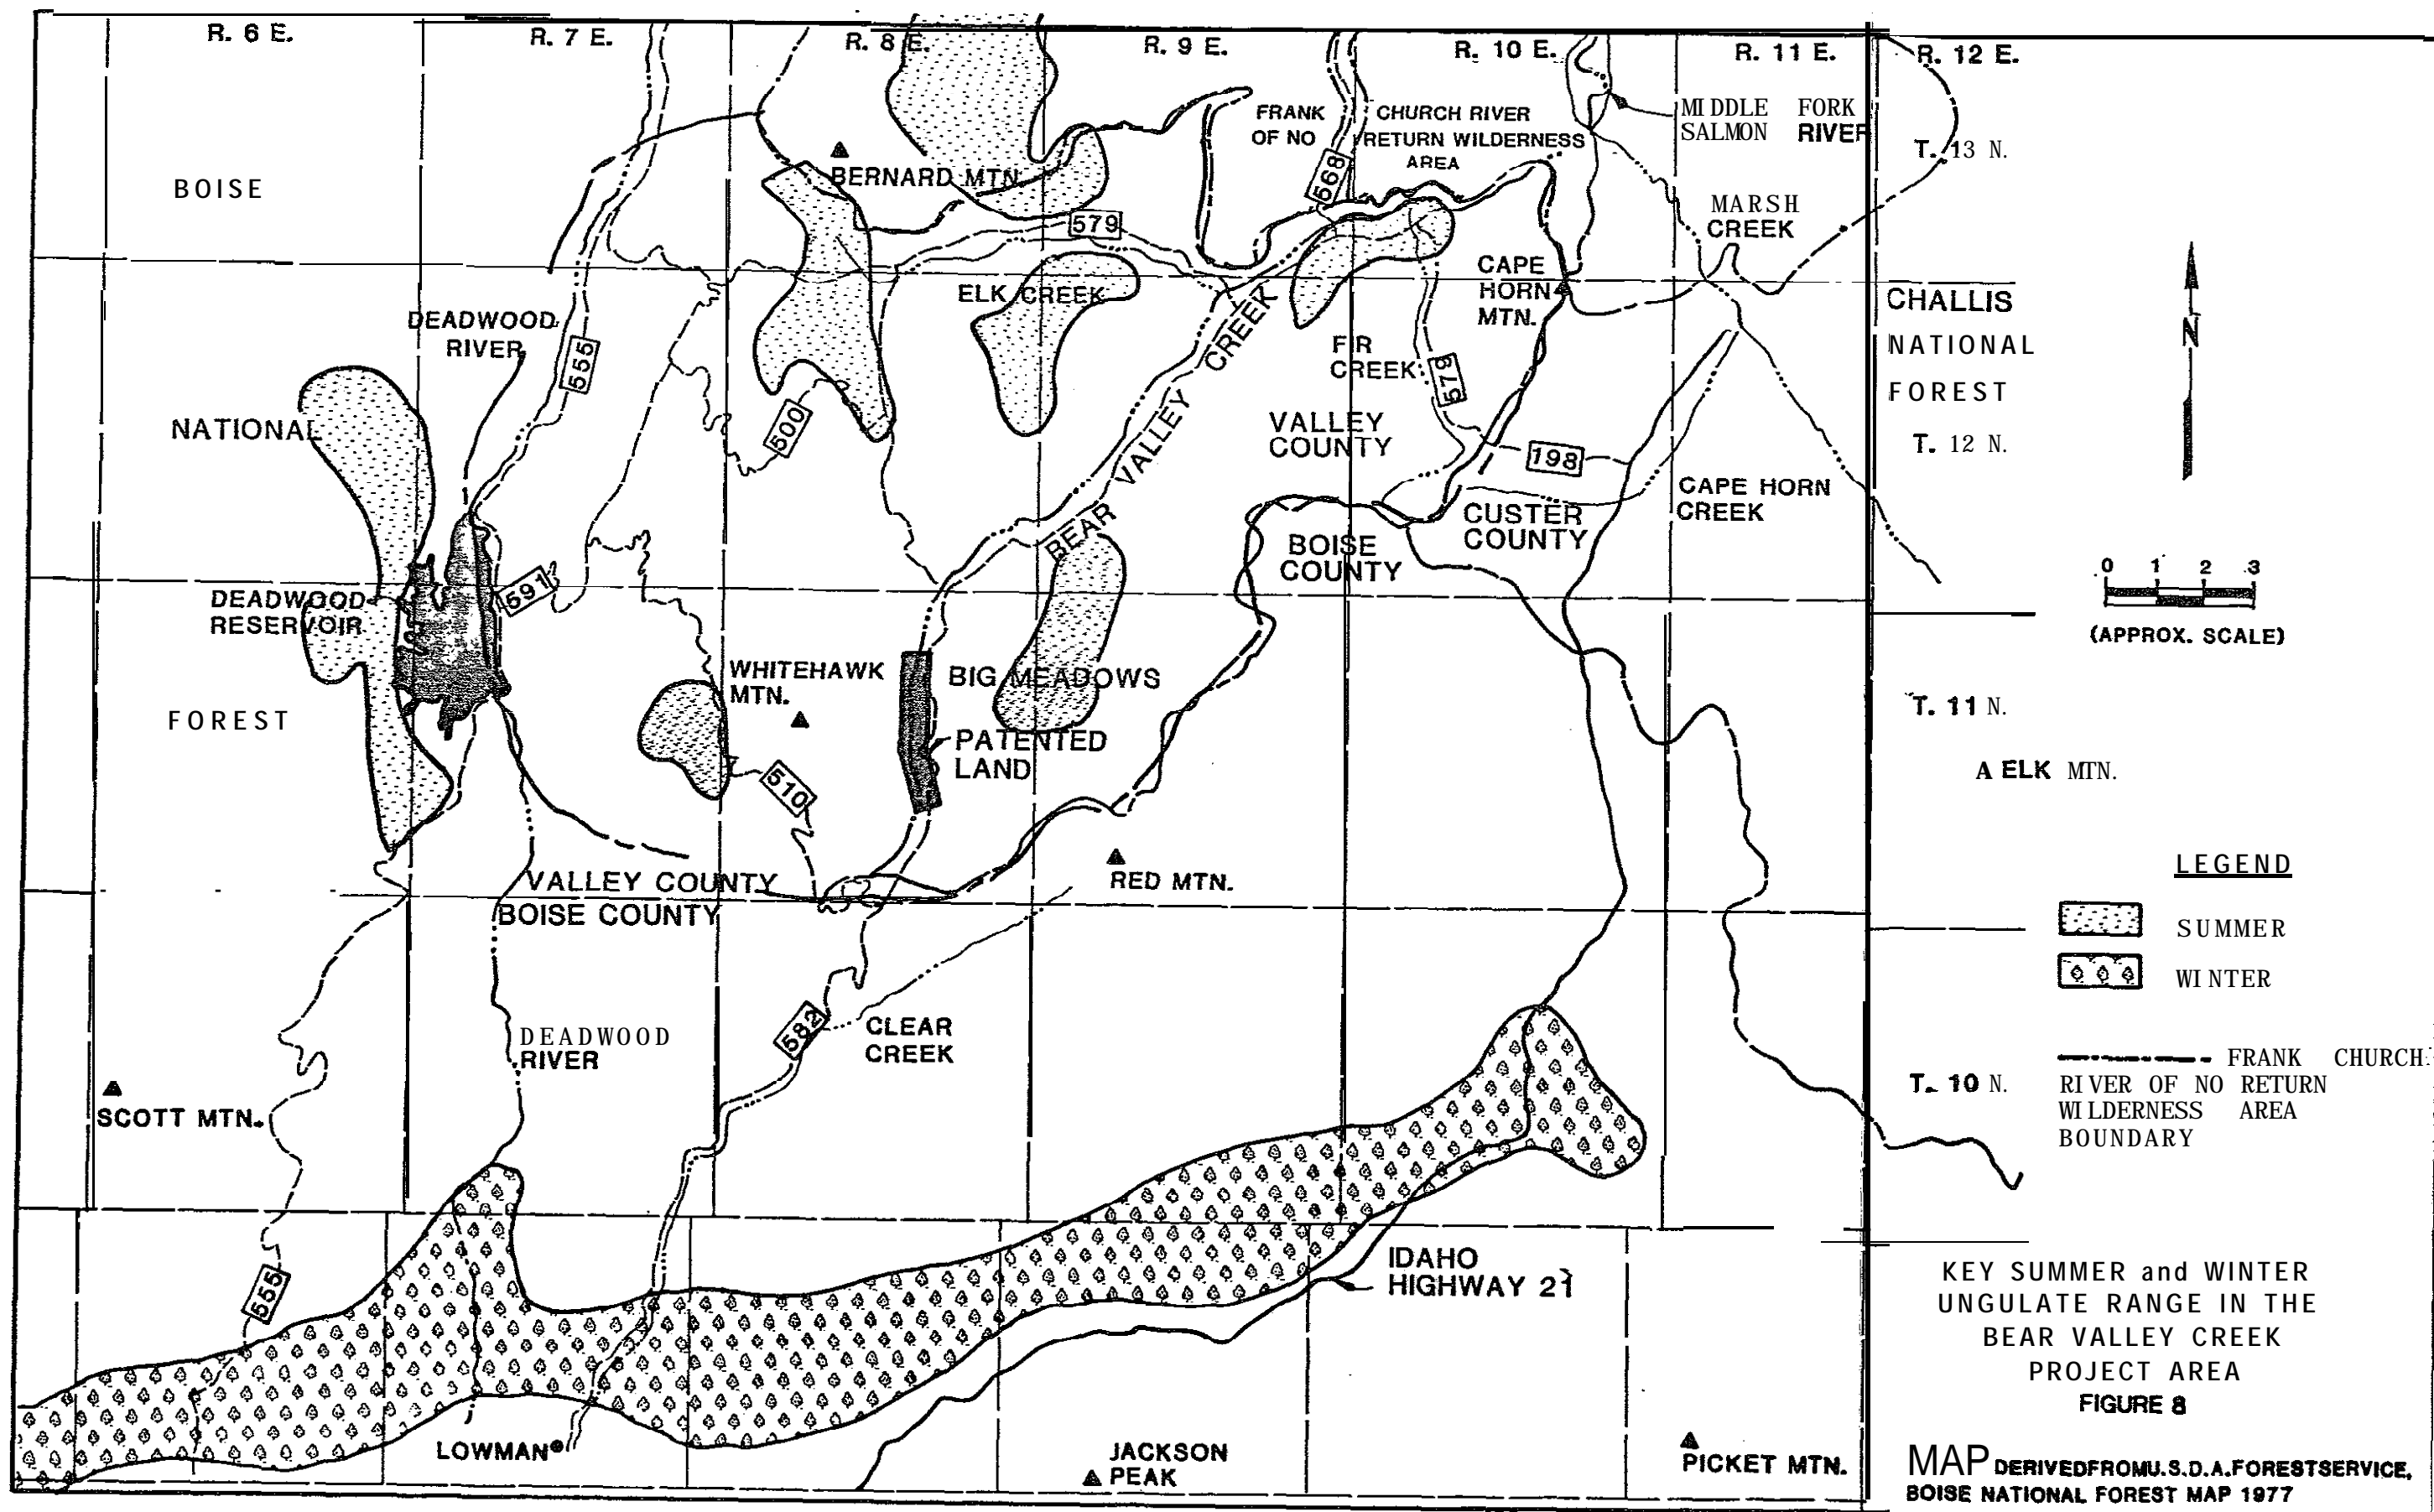 R. 6 E.
R. 7 E.
R. 8 E.
R. 9 E.
R. 10 E.
R. 11 E.
R. 12 E.
FRANK CHURCH RIVER
OF NO RETURN WILDERNESS
AREA
MIDDLE FORK
SALMON RIVER
T. 13 N.
BOISE
BERNARD MTN.
568
579
MARSH
CREEK
ELK CREEK
CAPE
HORN
MTN.
CHALLIS
NATIONAL
FOREST
T. 12 N.
N
DEADWOOD
RIVER
555
500
FIR
CREEK
578
BEAR VALLEY CREEK
VALLEY
COUNTY
198
NATIONAL
CAPE HORN
CREEK
CUSTER
COUNTY
BOISE
COUNTY
0 1 2 3
(APPROX. SCALE)
591
DEADWOOD
RESERVOIR
WHITEHAWK
MTN.
BIG MEADOWS
FOREST
PATENTED
LAND
510
T. 11 N.
A ELK MTN.
VALLEY COUNTY
BOISE COUNTY
RED MTN.
LEGEND
SUMMER
WINTER
FRANK CHURCH
RIVER OF NO RETURN
WILDERNESS AREA
BOUNDARY
DEADWOOD
RIVER
582
CLEAR
CREEK
T. 10 N.
SCOTT MTN.
555
IDAHO
HIGHWAY 21
LOWMAN
JACKSON
PEAK
PICKET MTN.
KEY SUMMER and WINTER
UNGULATE RANGE IN THE
BEAR VALLEY CREEK
PROJECT AREA
FIGURE 8
MAP DERIVEDFROMU.S.D.A.FORESTSERVICE,
BOISE NATIONAL FOREST MAP 1977